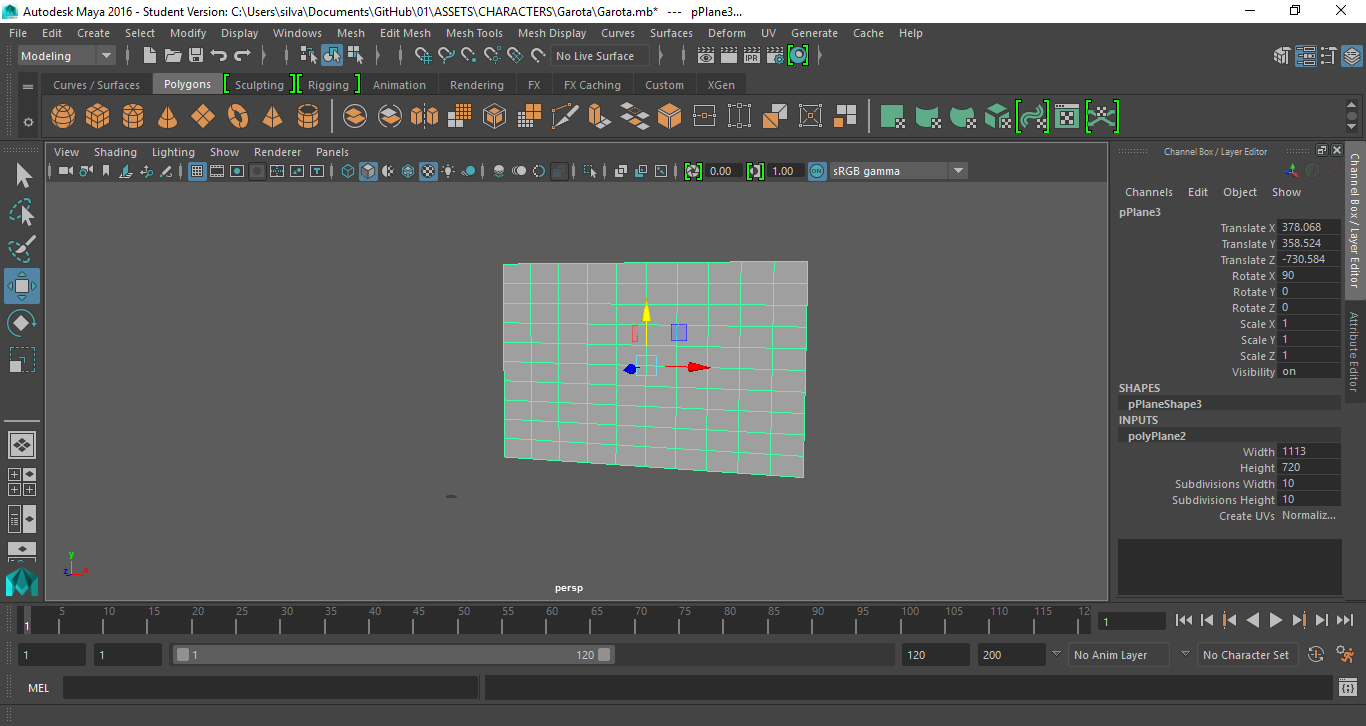 Autodesk Maya 2016 - Student Version: C:\Users\silva\Documents\GitHub\01\ASSETS\CHARACTERS\Garota\Garota.mb* --- pPlane3...
File Edit Create Select Modify Display Windows Mesh Edit Mesh Mesh Tools Mesh Display Curves Surfaces Deform UV Generate Cache Help
Modeling No Live Surface IPR
Curves / Surfaces Polygons Sculpting Rigging Animation Rendering FX FX Caching Custom XGen
View Shading Lighting Show Renderer Panels
0.00 1.00 ON sRGB gamma
Channel Box / Layer Editor
Channels Edit Object Show
pPlane3
Translate X 378.068
Translate Y 358.524
Translate Z -730.584
Rotate X 90
Rotate Y 0
Rotate Z 0
Scale X 1
Scale Y 1
Scale Z 1
Visibility on
SHAPES
pPlaneShape3
INPUTS
polyPlane2
Width 1113
Height 720
Subdivisions Width 10
Subdivisions Height 10
Create UVs Normaliz...
Channel Box / Layer Editor
Attribute Editor
y
z x
persp
5 10 15 20 25 30 35 40 45 50 55 60 65 70 75 80 85 90 95 100 105 110 115 12
1 1
1 1 1 120 120 200 No Anim Layer No Character Set
MEL